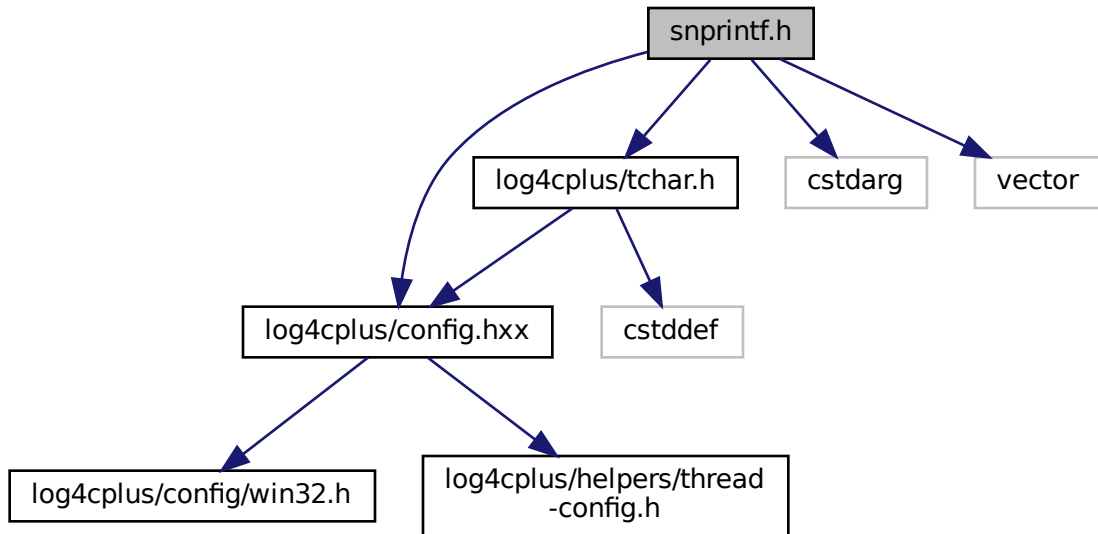 snprintf.h
log4cplus/tchar.h
cstdarg
vector
log4cplus/config.hxx
cstddef
log4cplus/config/win32.h
log4cplus/helpers/thread
-config.h